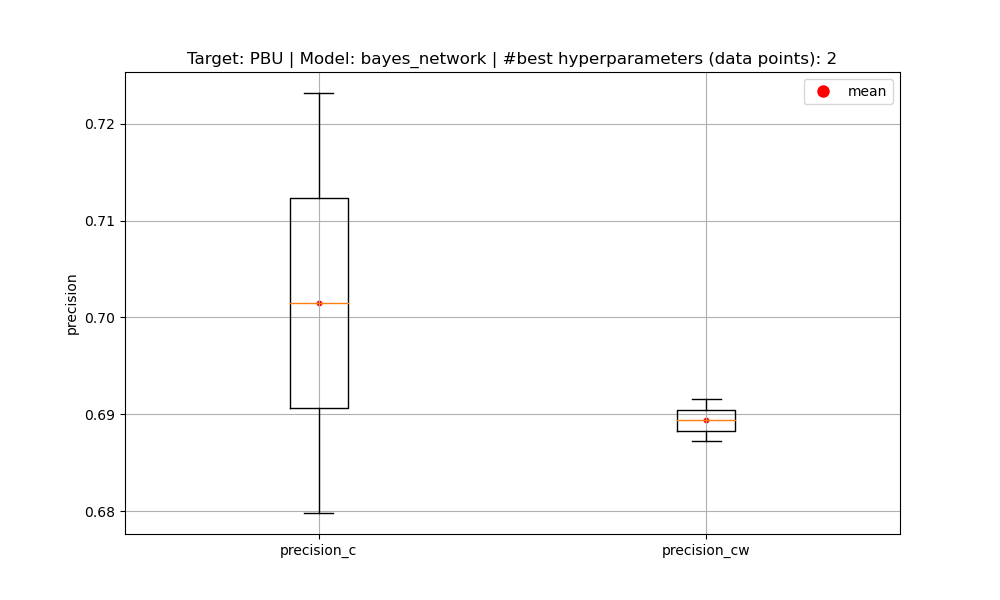 Target: PBU | Model: bayes_network | #best hyperparameters (data points): 2
mean
0.72
0.71
0.70
0.69
0.68
precision
precision_c
precision_cw